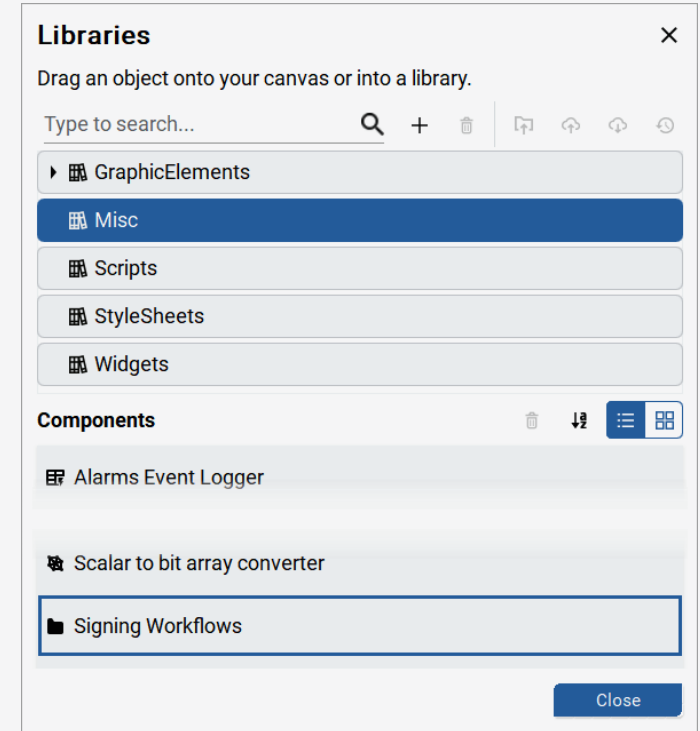 Libraries
Drag an object onto your canvas or into a library.
Type to search...
GraphicElements
Misc
Scripts
StyleSheets
Widgets
Components
Alarms Event Logger
Scalar to bit array converter
Signing Workflows
Close